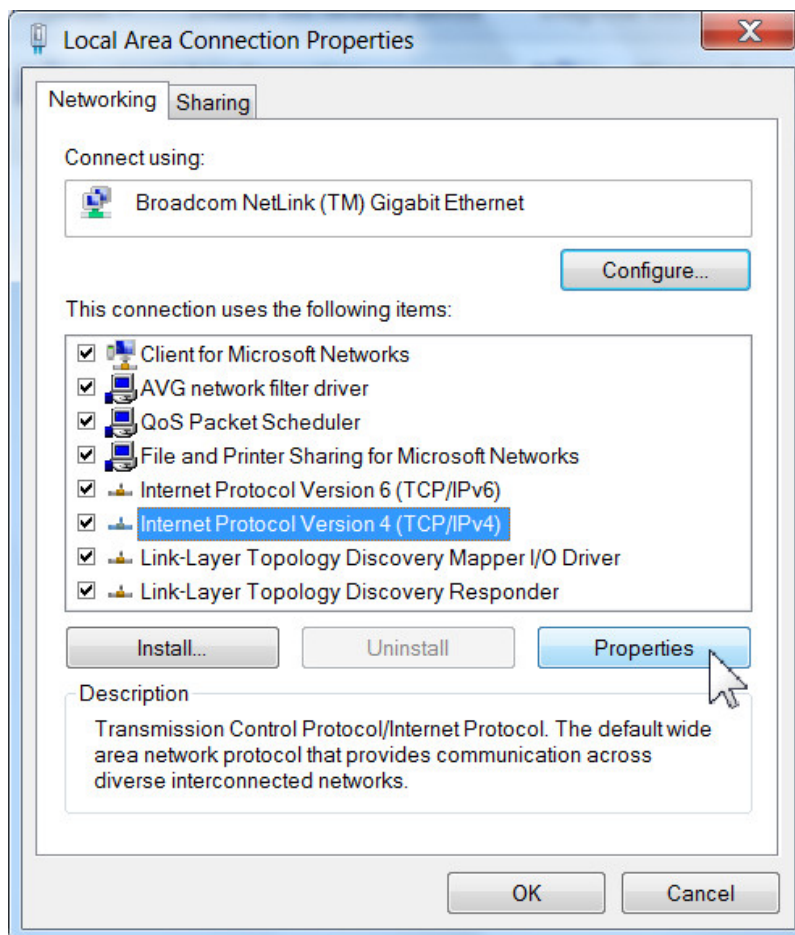 Local Area Connection Properties
Networking
Sharing
Connect using:
Broadcom NetLink (TM) Gigabit Ethernet
Configure...
This connection uses the following items:
Client for Microsoft Networks
AVG network filter driver
QoS Packet Scheduler
File and Printer Sharing for Microsoft Networks
Internet Protocol Version 6 (TCP/IPv6)
Internet Protocol Version 4 (TCP/IPv4)
Link-Layer Topology Discovery Mapper I/O Driver
Link-Layer Topology Discovery Responder
Install...
Uninstall
Properties
Description
Transmission Control Protocol/Internet Protocol. The default wide
area network protocol that provides communication across
diverse interconnected networks.
OK
Cancel